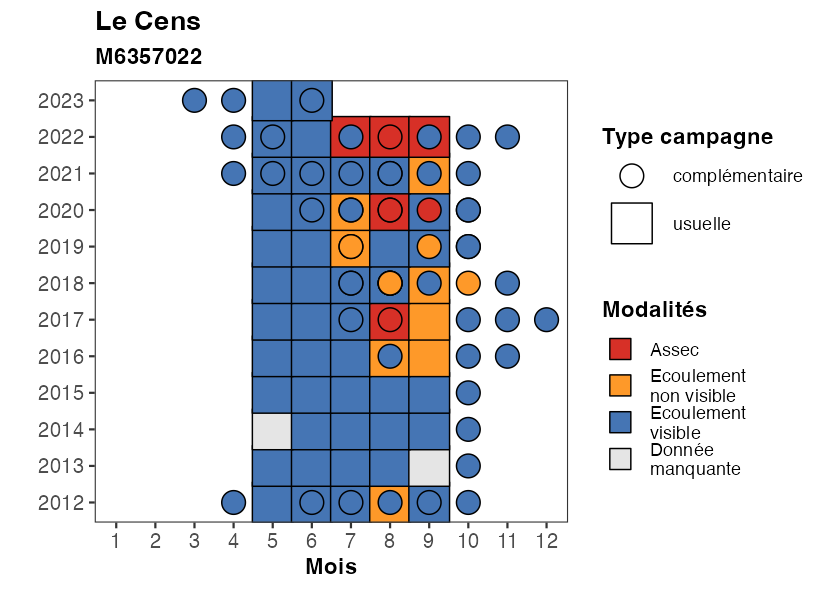 Le Cens
M6357022
2023
2022
2021
2020
2019
2018
2017
2016
2015
2014
2013
2012
1 2 3 4 5 6 7 8 9 10 11 12
Mois
Type campagne
complémentaire
usuelle
Modalités
Assec
Ecoulement
non visible
Ecoulement
visible
Donnée
manquante